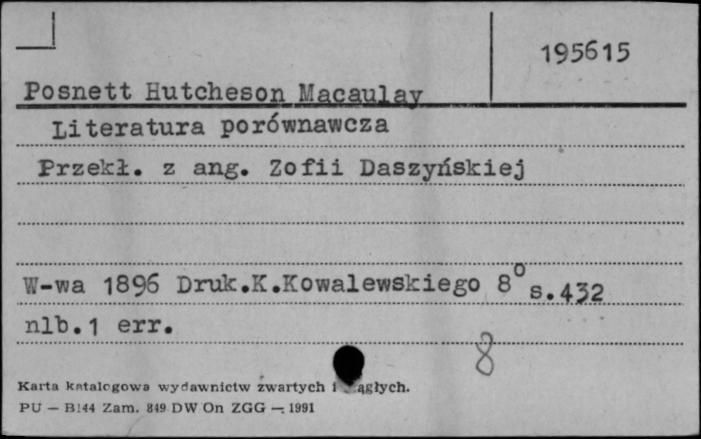 195615
Posnett Hutcheson Macaulay
Literatura porównawcza
Przekł. z ang. Zofii Daszyńskiej
W-wa 1896 Druk.K.Kowalewskiego 8° s.432
nlb.1 err.
8
Karta katalogowa wydawnictw zwartych i
PU — B144 Zam. 849 DW On ZGG — 1991